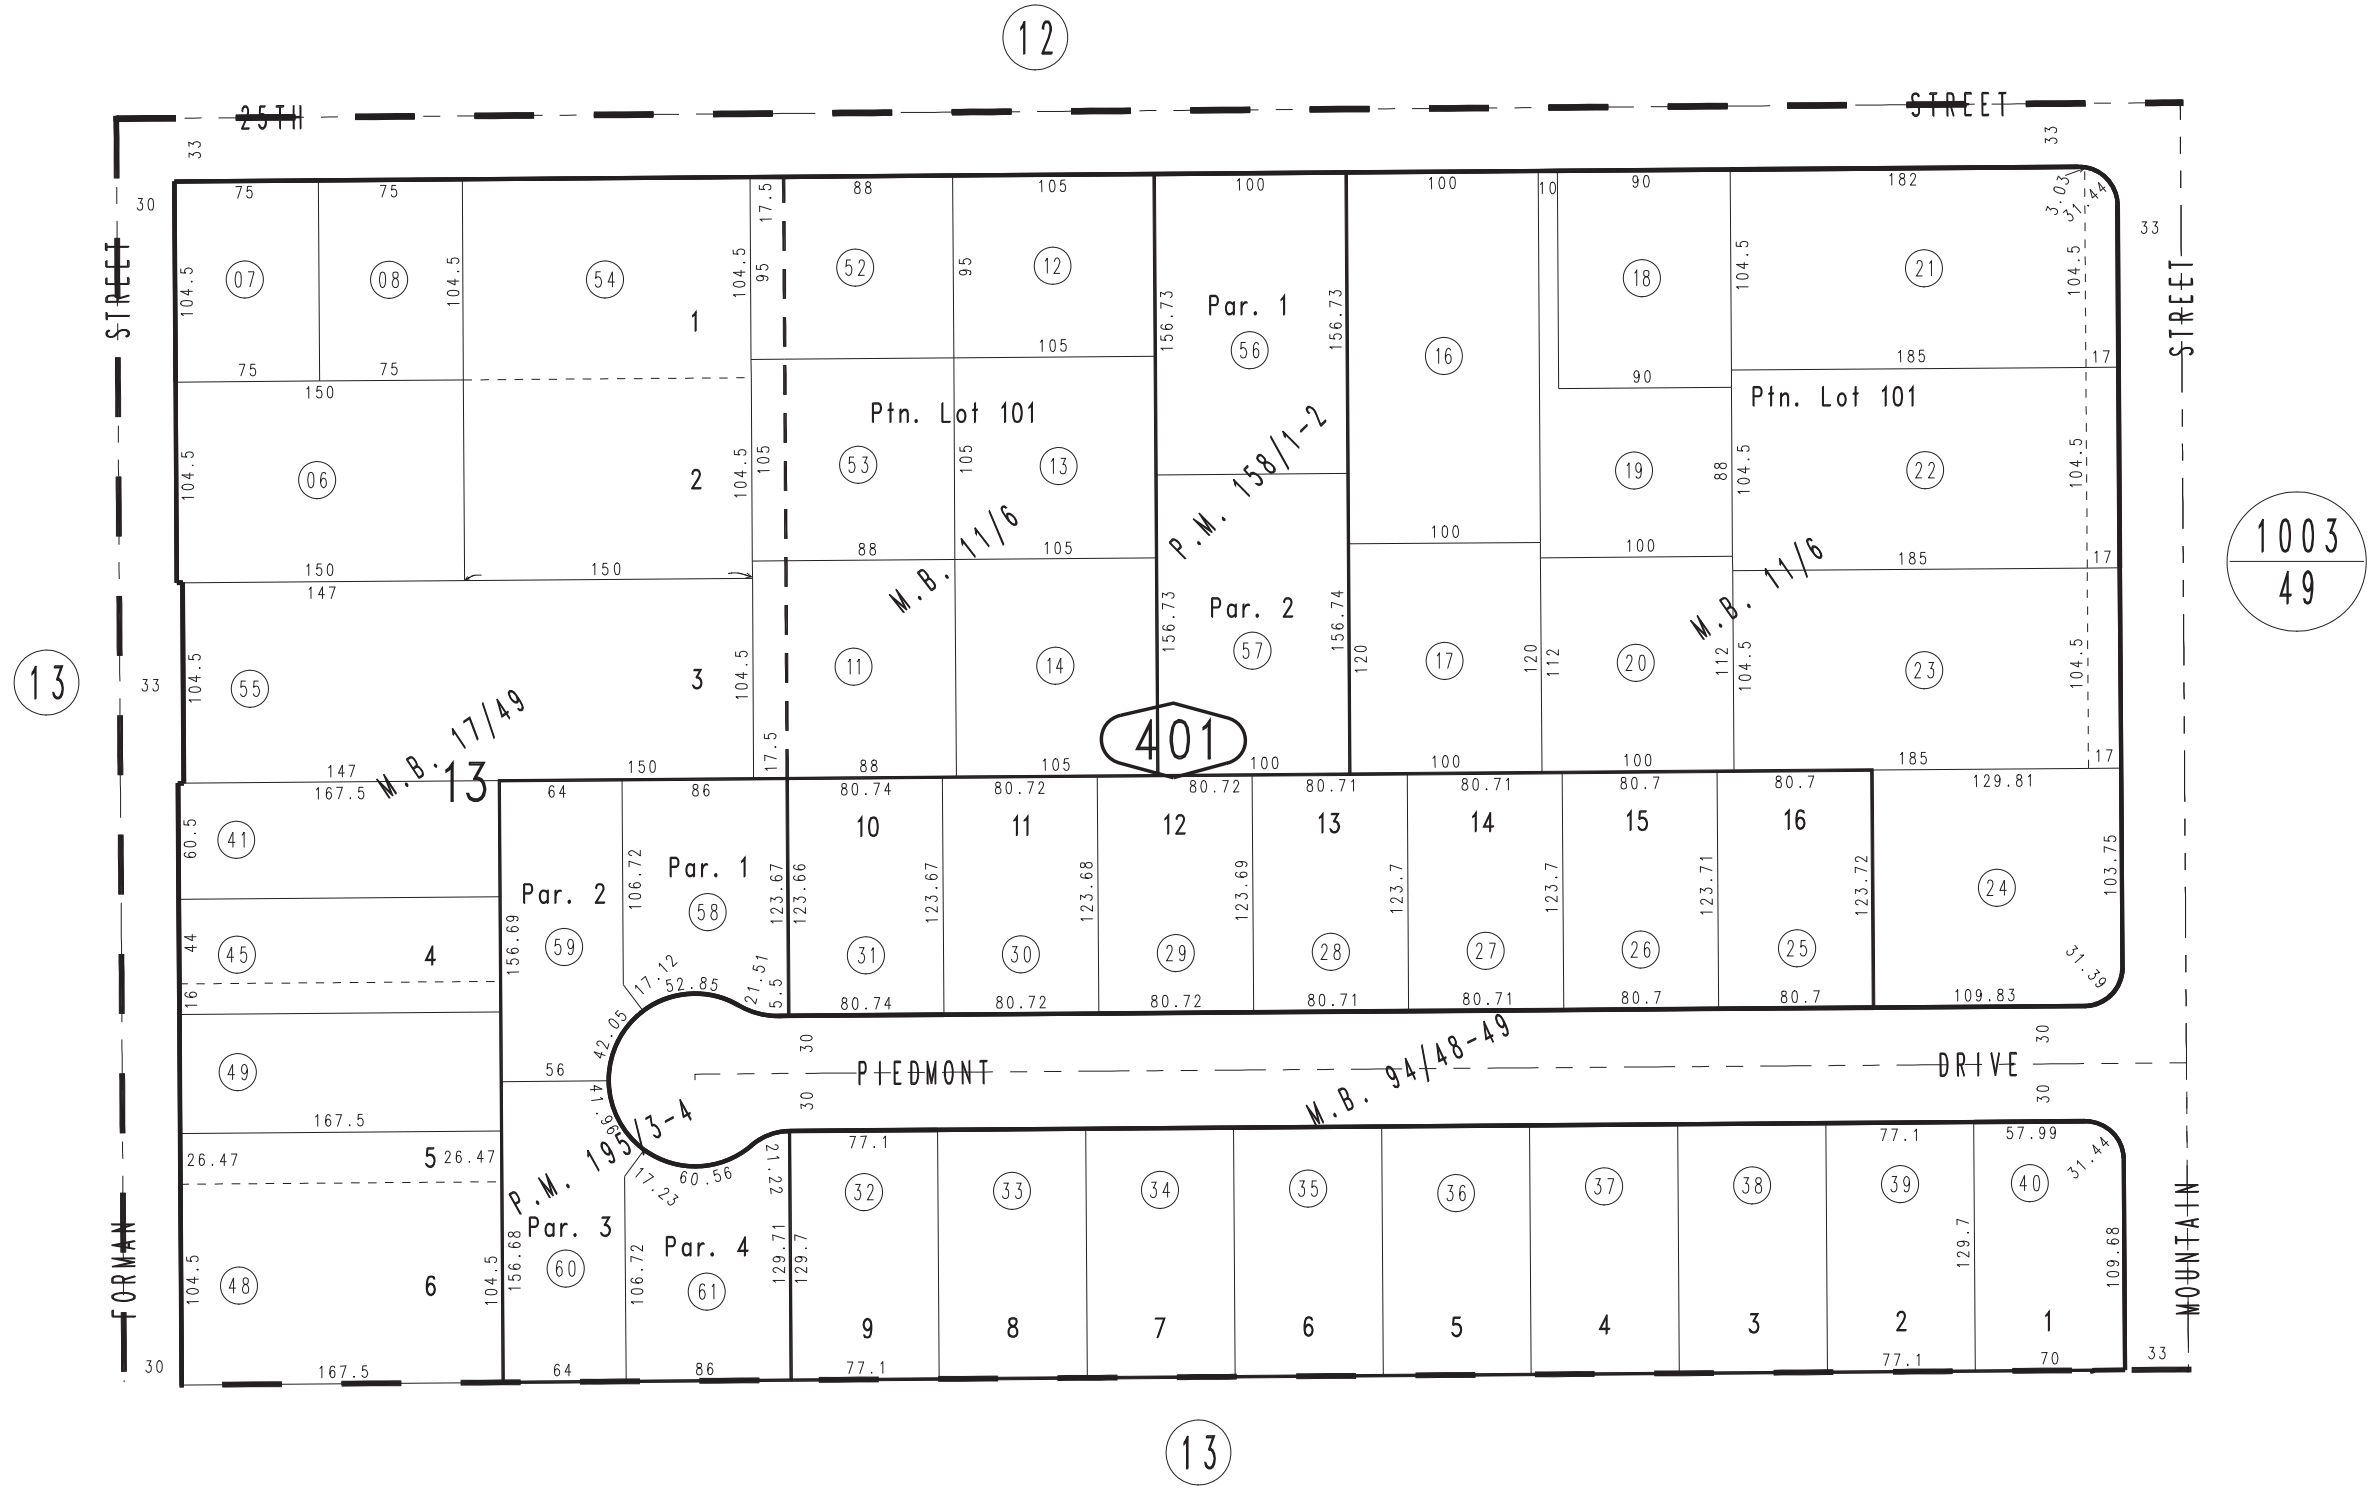 12
25TH STREET
33 33
30 75 75 17.5 88 105 100 100 10 90 182 3.03 31.44
33
STREET
STREET
104.5 07 08 104.5 54 104.5 95 52 95 12 156.73 Par. 1 156.73 18 104.5 21 104.5
1 56 16
75 75 105 90 185 17
150
Ptn. Lot 101 Ptn. Lot 101
P.M. 158/1-2
104.5 06 2 104.5 105 53 105 13 19 88 104.5 22 104.5
M.B. 11/6 M.B. 11/6
1003
49
150 150 88 105 100 100 185 17
147
156.73 Par. 2 156.74
57
13 33 104.5 55 3 104.5 11 14 120 17 120 112 20 112 104.5 23 104.5
M.B. 17/49
401
17.5
147 13 150 88 105 100 100 100 185 17
167.5 64 86 80.74 80.72 80.72 80.71 80.71 80.7 80.7 129.81
10 11 12 13 14 15 16
60.5 41 106.72 Par. 1 103.75
Par. 2 58 123.67 123.66 123.67 123.68 123.69 123.7 123.7 123.71 123.72 24
44 45 4 156.69 59 31 30 29 28 27 26 25
17.12 52.85 21.51 5.5 31.39
16 80.74 80.72 80.72 80.71 80.71 80.7 80.7 109.83
42.05 30 30
49 56 PIEDMONT DRIVE
M.B. 94/48-49
41.96 30 30
167.5
P.M. 195/3-4
77.1 77.1 57.99 31.44
26.47 5 26.47 17.23 60.56 21.22
32 33 34 35 36 37 38 39 40
Par. 3 Par. 4
104.5 48 6 104.5 156.68 60 106.72 61 129.71 129.7 129.7 109.68
FORMAN
MOUNTAIN
9 8 7 6 5 4 3 2 1
30 167.5 64 86 77.1 77.1 70 33
13